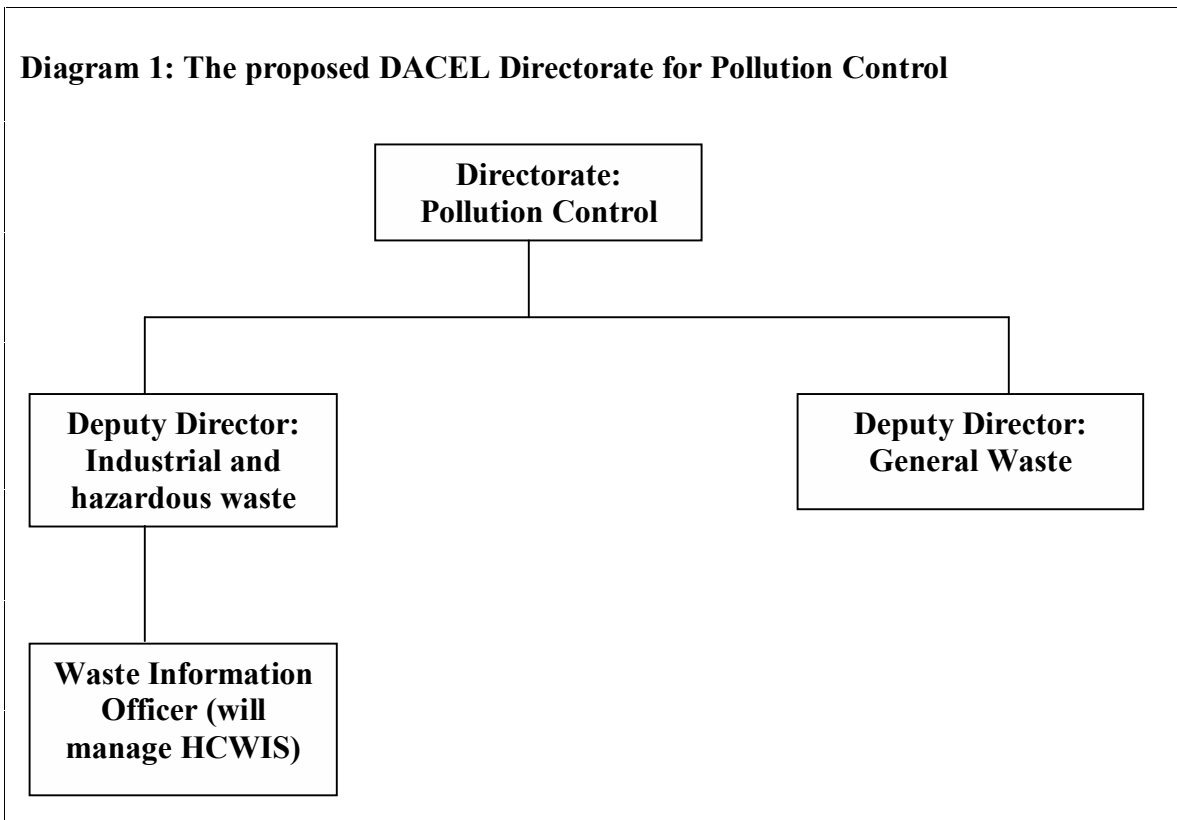 Diagram 1: The proposed DACEL Directorate for Pollution Control
Directorate:
Pollution Control
Deputy Director:
Industrial and
hazardous waste
Deputy Director:
General Waste
Waste Information
Officer (will
manage HCWIS)